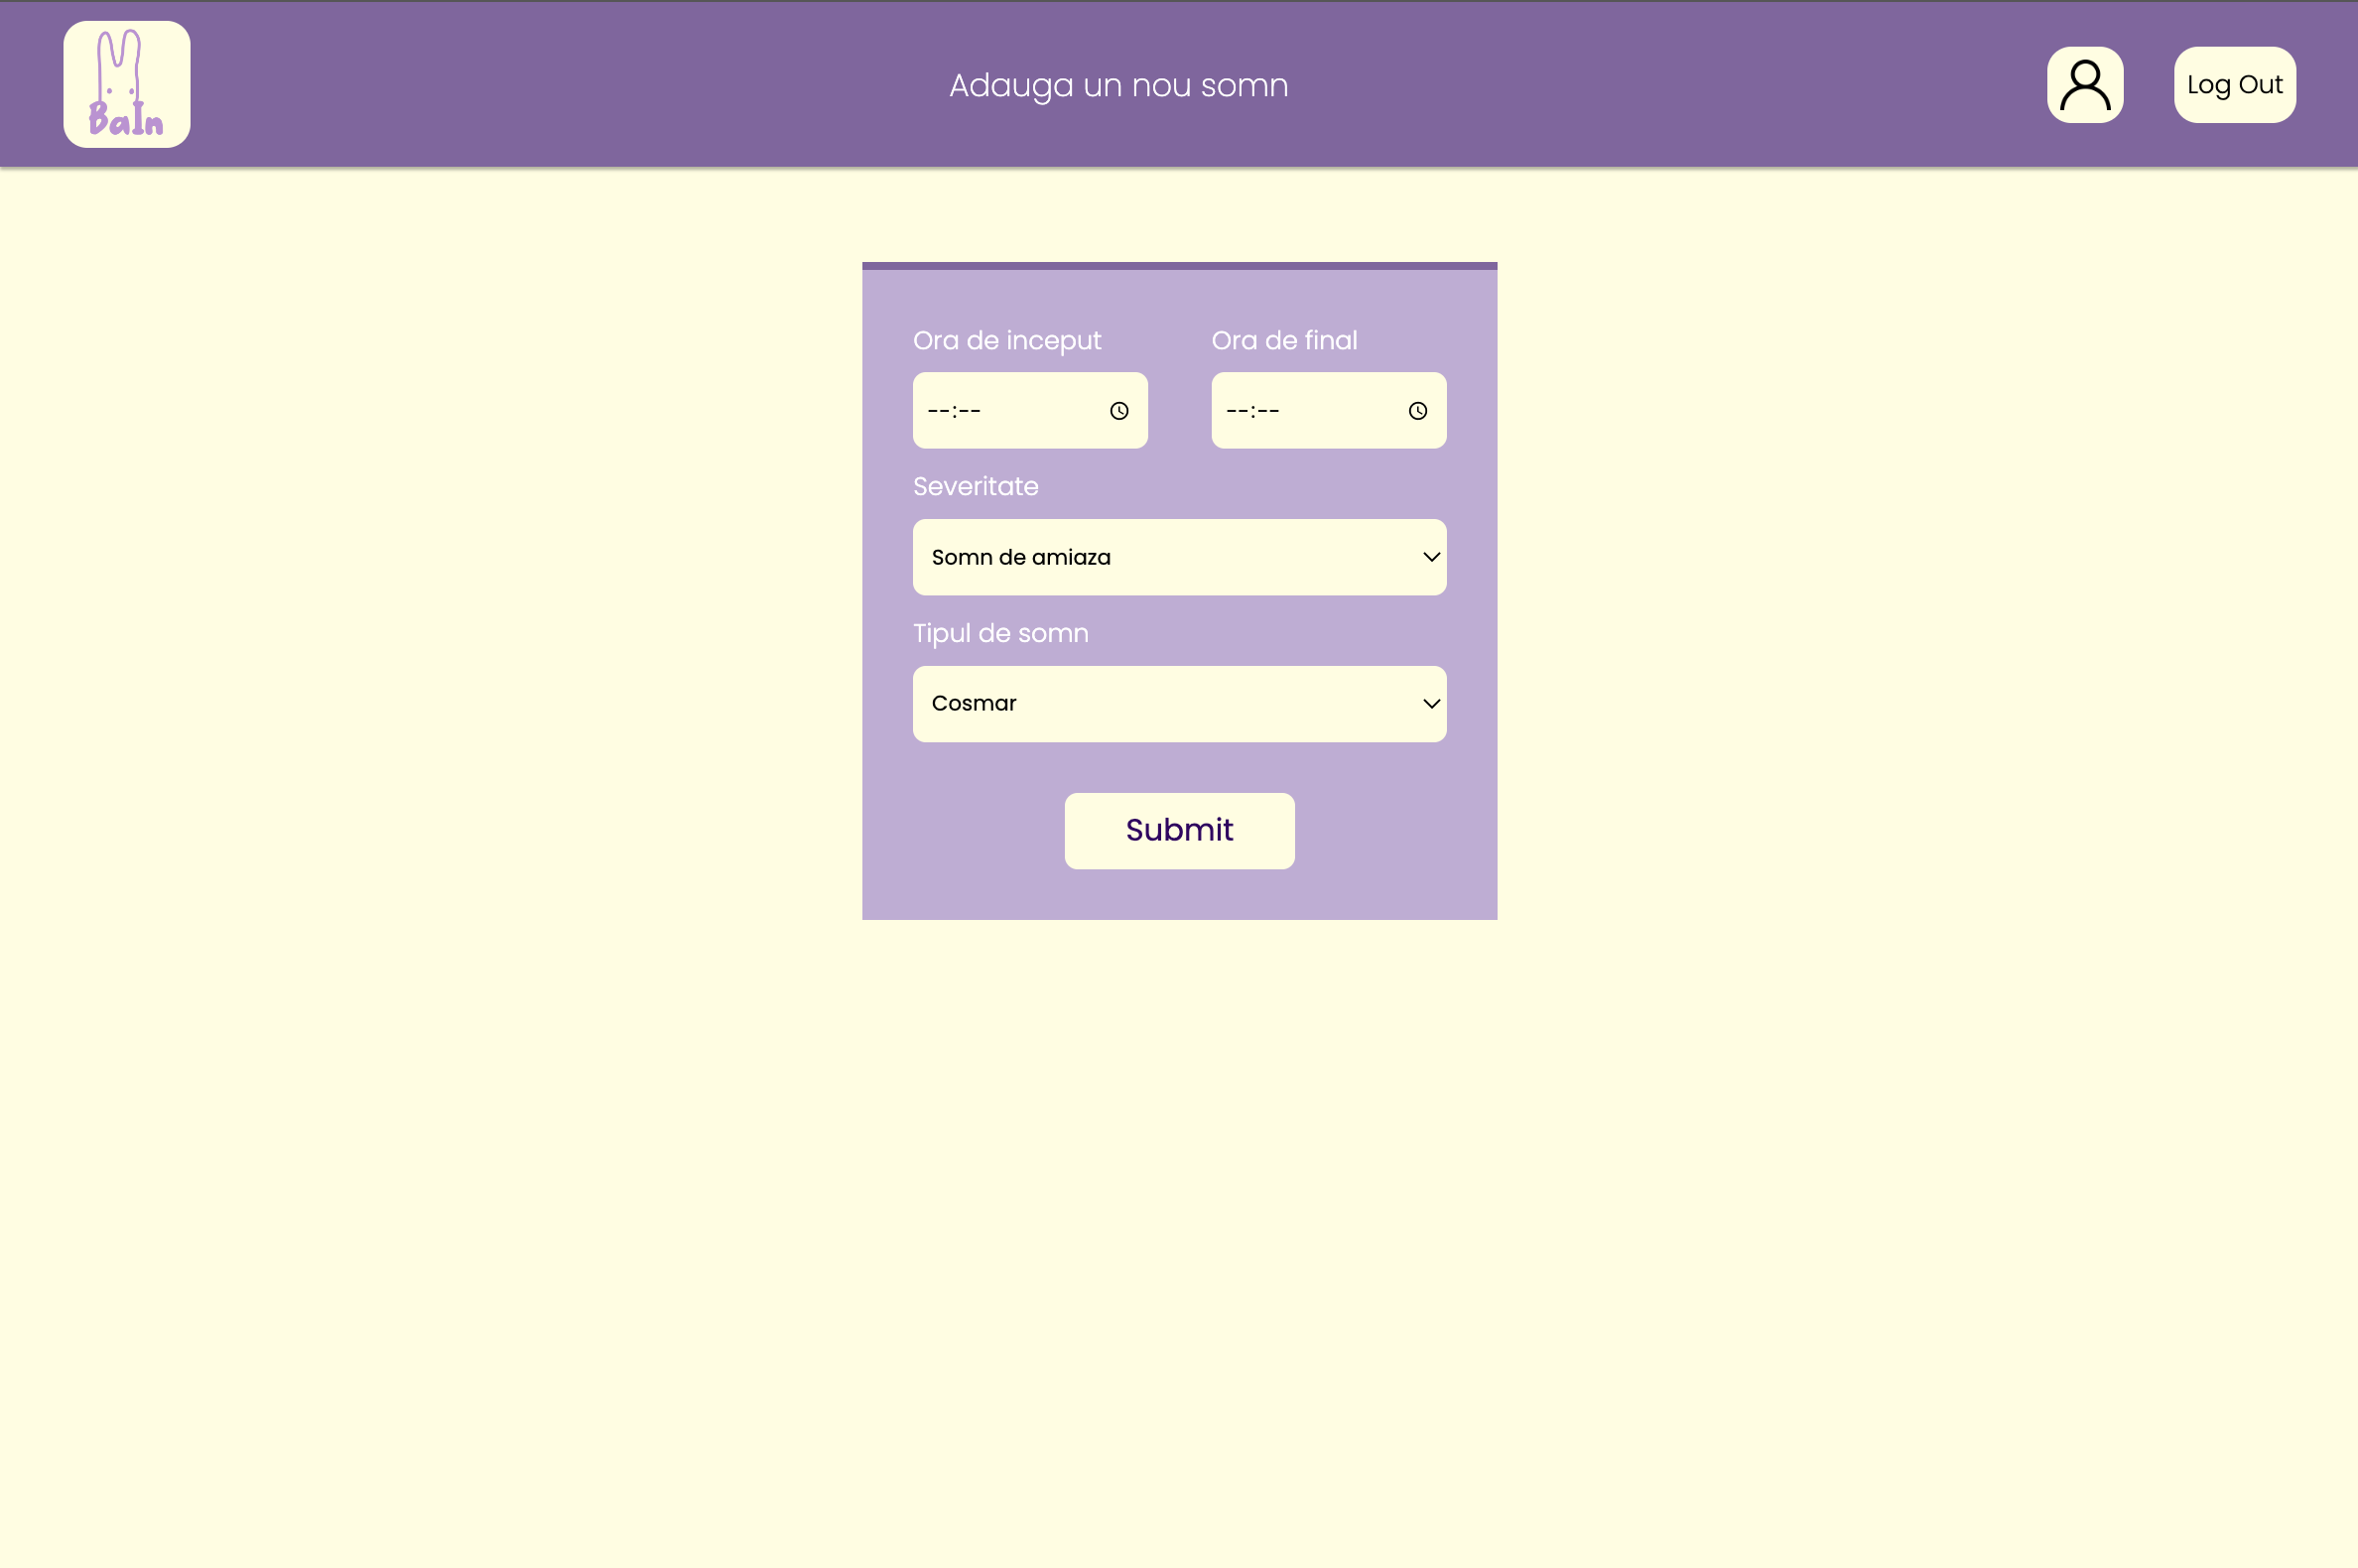 BaIn
Adauga un nou somn
Log Out
Ora de inceput
Ora de final
--:--
--:--
Severitate
Somn de amiaza
Tipul de somn
Cosmar
Submit